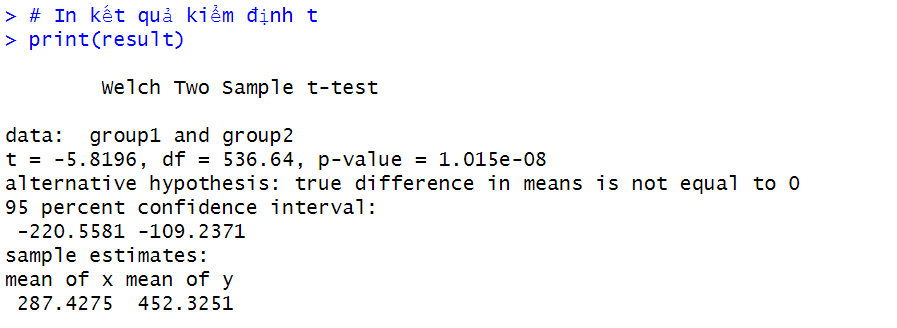 > # In kết quả kiểm định t
> print(result)
Welch Two Sample t-test
data:  group1 and group2
t = -5.8196, df = 536.64, p-value = 1.015e-08
alternative hypothesis: true difference in means is not equal to 0
95 percent confidence interval:
 -220.5581 -109.2371
sample estimates:
mean of x mean of y
 287.4275  452.3251